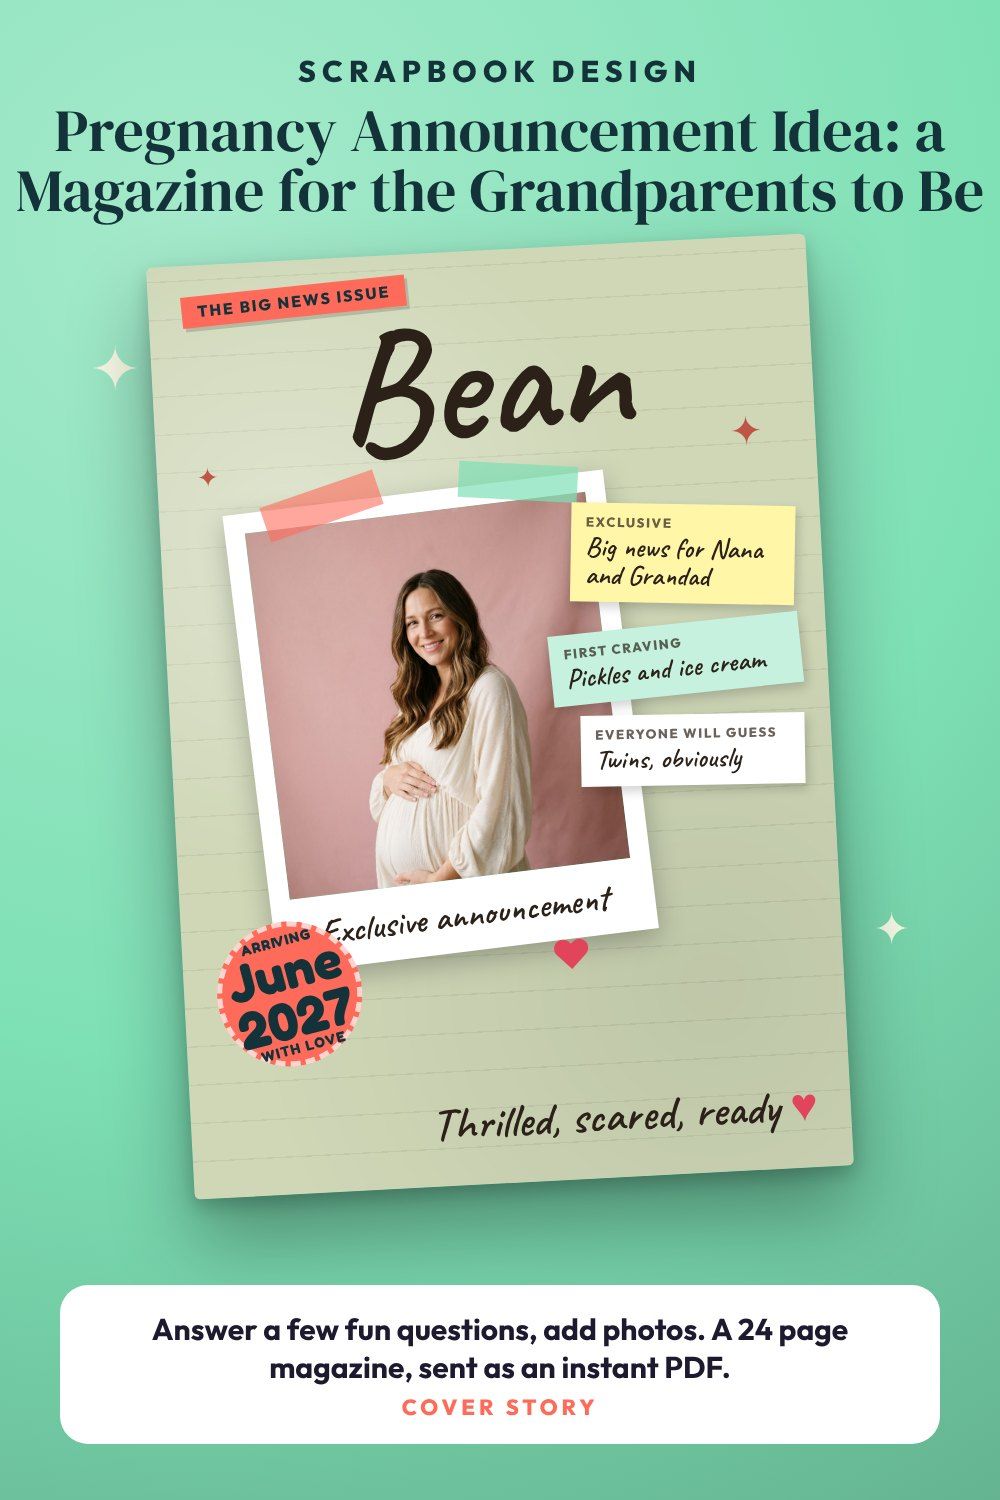 SCRAPBOOK DESIGN
Pregnancy Announcement Idea: a
Magazine for the Grandparents to Be
THE BIG NEWS ISSUE
Bean
EXCLUSIVE
Big news for Nana
and Grandad
FIRST CRAVING
Pickles and ice cream
EVERYONE WILL GUESS
Twins, obviously
Exclusive announcement
ARRIVING
June
2027
WITH LOVE
Thrilled, scared, ready
Answer a few fun questions, add photos. A 24 page
magazine, sent as an instant PDF.
COVER STORY